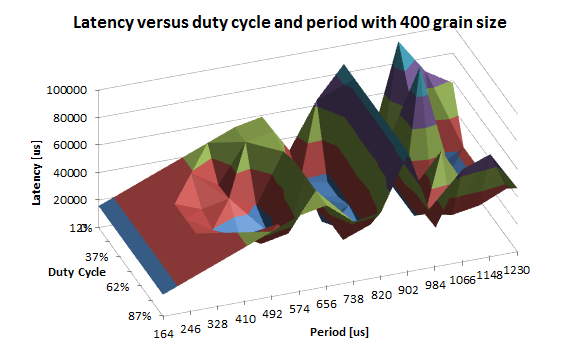 Latency versus duty cycle and period with 400 grain size
100000
80000
60000
40000
20000
Latency [us]
37%
62%
87%
Duty Cycle
164 246 328 410 492 574 656 738 820 902 984 1066 1148 1230
Period [us]